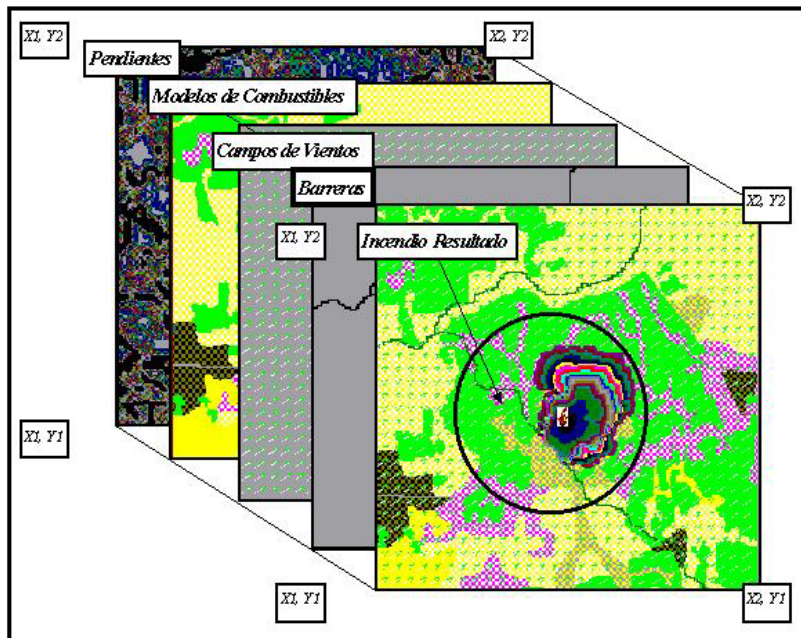 X1, Y2
X2, Y2
Pendientes
Modelos de Combustibles
Campos de Vientos
Barreras
X2, Y2
X1, Y2
Incendio Resultado
X1, Y1
X1, Y1
X2, Y1